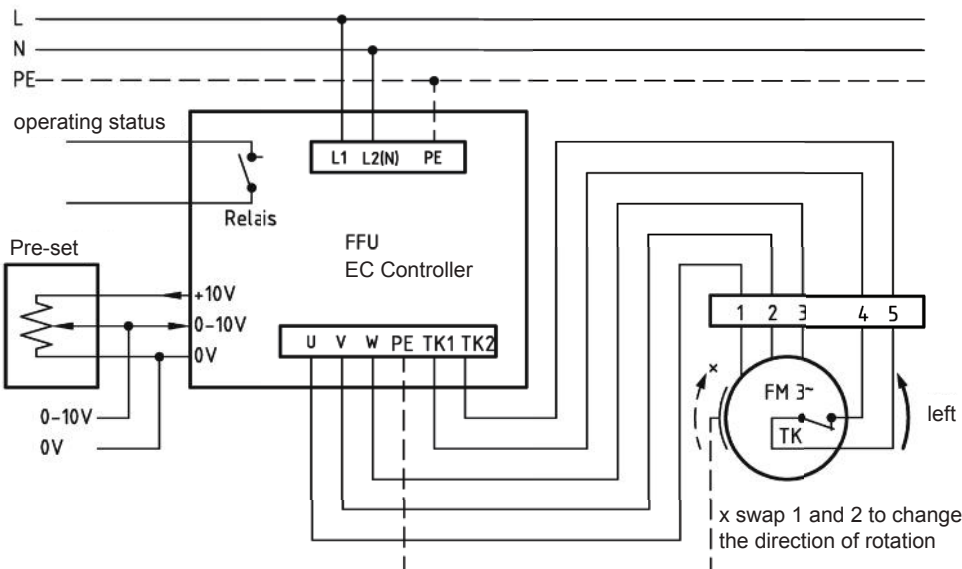 L
N
PE
operating status
L1 L2(N) PE
Relais
FFU
EC Controller
Pre-set
+10V
0-10V
0V
U V W PE TK1 TK2
0-10V
0V
1 2 3 4 5
x
FM 3~
TK
left
x swap 1 and 2 to change
the direction of rotation